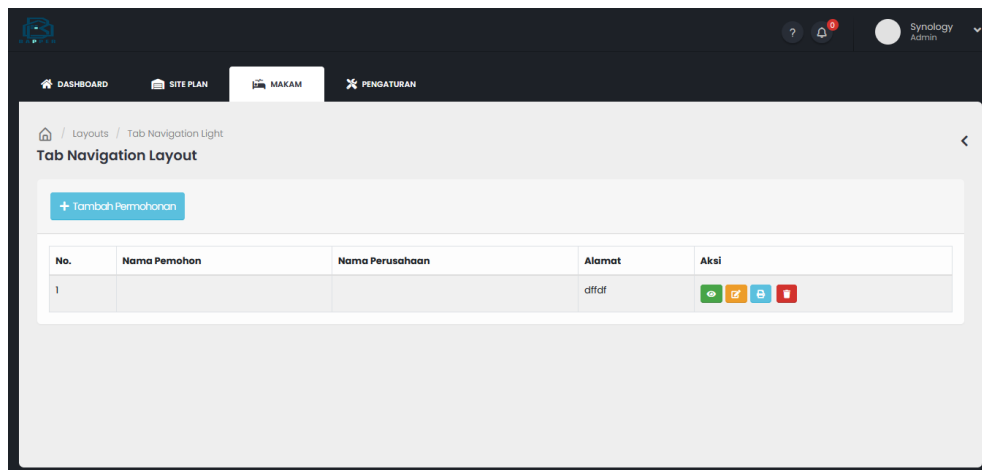 ?
0
Synology
Admin
DASHBOARD
SITE PLAN
MAKAM
PENGATURAN
/ Layouts / Tab Navigation Light
Tab Navigation Layout
+ Tambah Permohonan
No. Nama Pemohon Nama Perusahaan Alamat Aksi
1 dffdf